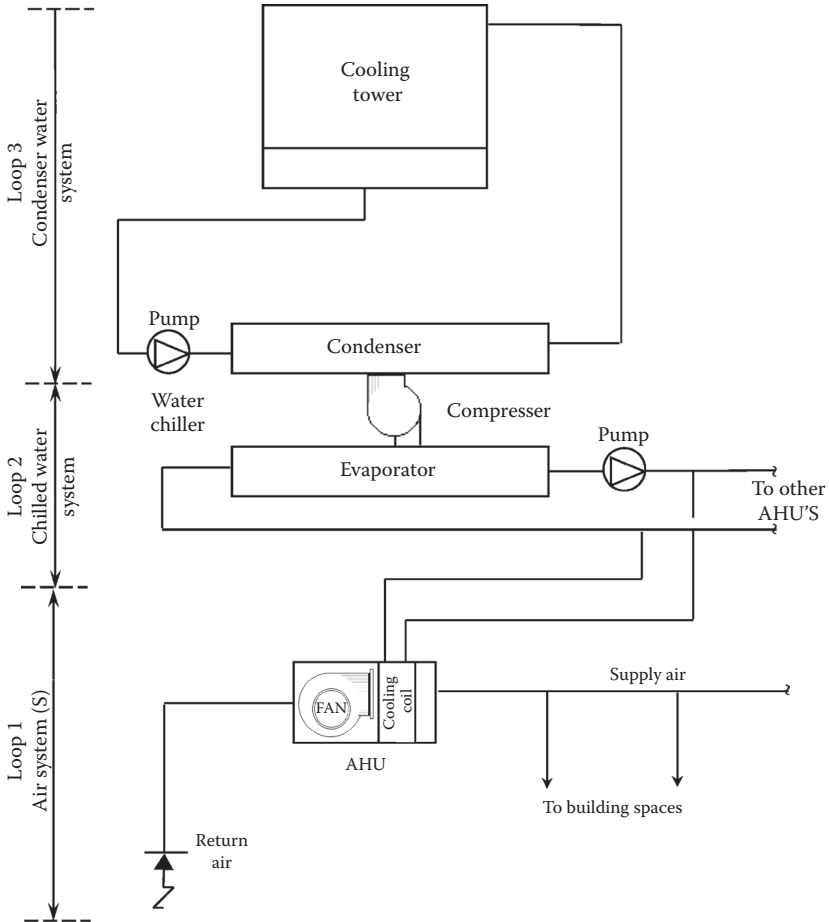 Cooling
tower
Loop 3
Condenser water
system
Pump
Condenser
Water
chiller
Compresser
Loop 2
Chilled water
system
Pump
Evaporator
To other
AHU'S
Loop 1
Air system (S)
Supply air
FAN
Cooling
coil
AHU
To building spaces
Return
air